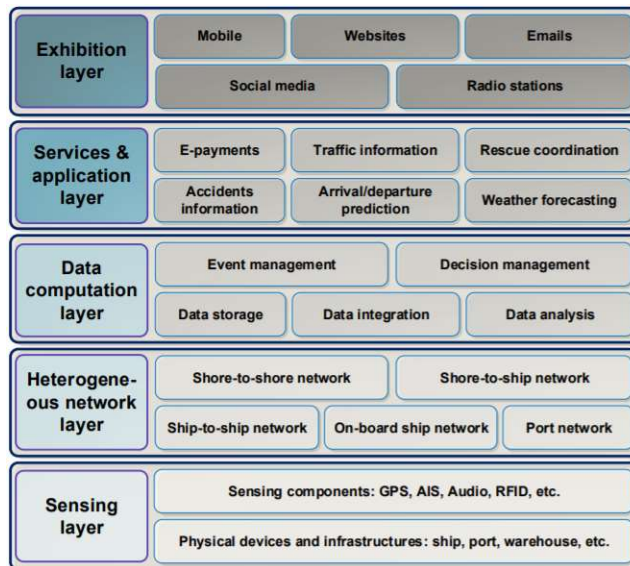 Exhibition
layer
Mobile
Websites
Emails
Social media
Radio stations
Services &
application
layer
E-payments
Traffic information
Rescue coordination
Accidents
information
Arrival/departure
prediction
Weather forecasting
Data
computation
layer
Event management
Decision management
Data storage
Data integration
Data analysis
Heterogene-
ous network
layer
Shore-to-shore network
Shore-to-ship network
Ship-to-ship network
On-board ship network
Port network
Sensing
layer
Sensing components: GPS, AIS, Audio, RFID, etc.
Physical devices and infrastructures: ship, port, warehouse, etc.